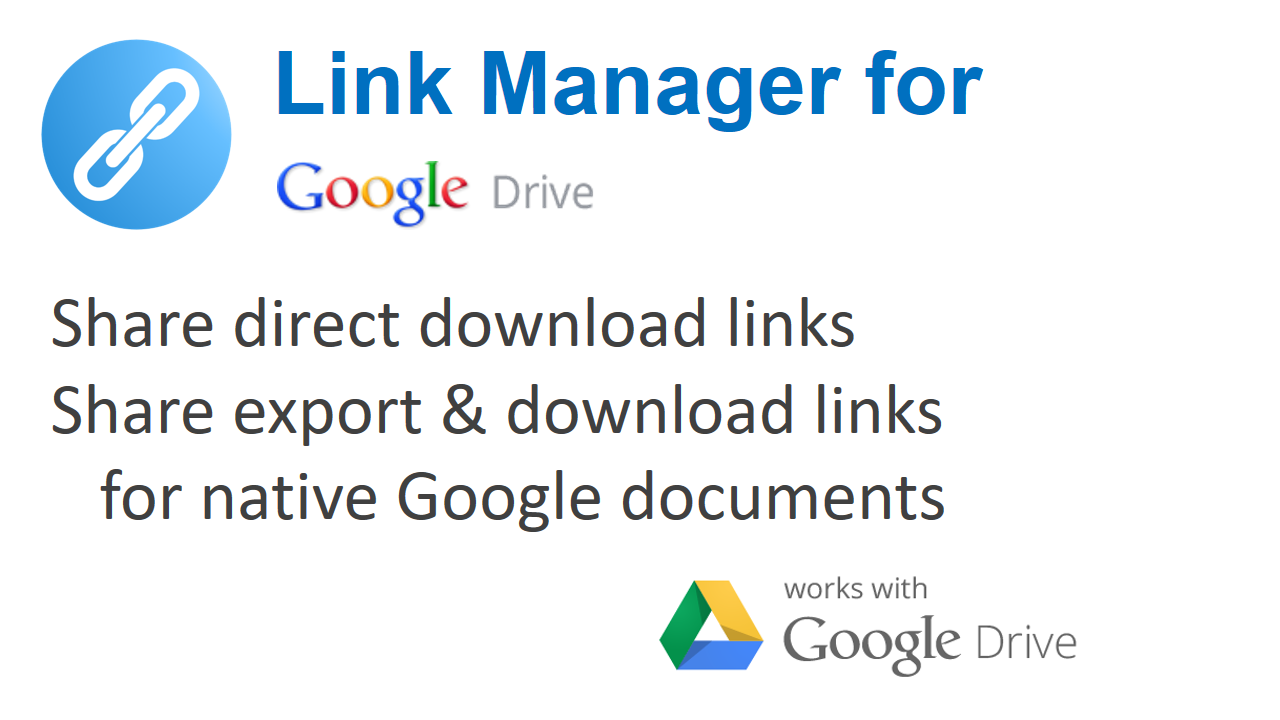 Link Manager for
Google Drive
Share direct download links
Share export & download links
for native Google documents
works with
Google Drive